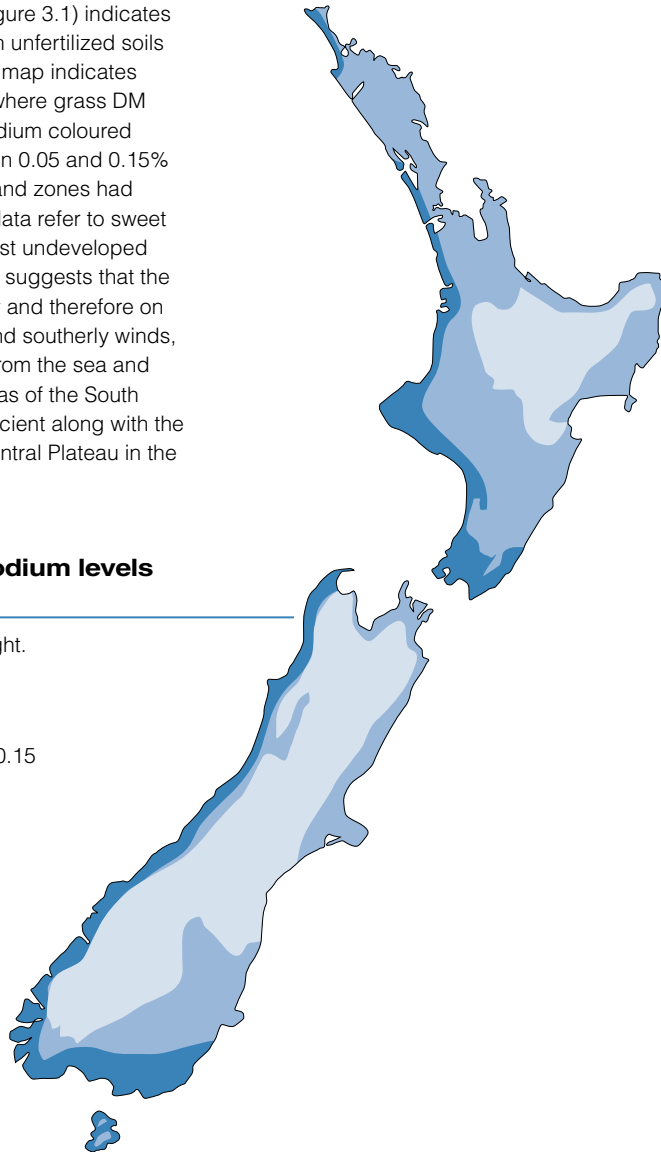 gure 3.1) indicates
n unfertilized soils
map indicates
where grass DM
dium coloured
n 0.05 and 0.15%
and zones had
data refer to sweet
st undeveloped
suggests that the
and therefore on
nd southerly winds,
rom the sea and
as of the South
cient along with the
entral Plateau in the
odium levels
ght.
0.15